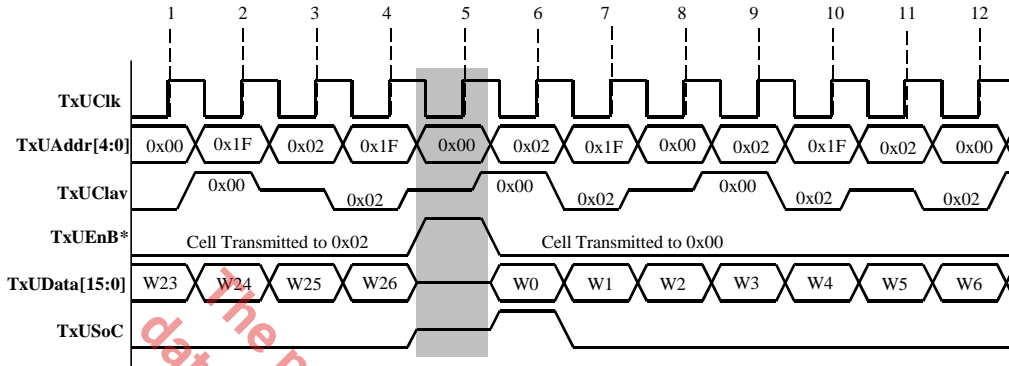 1 2 3 4 5 6 7 8 9 10 11 12
TxUClk
TxUAddr[4:0] 0x00 0x1F 0x02 0x1F 0x00 0x02 0x1F 0x00 0x02 0x1F 0x02 0x00
TxUClav 0x00 0x02 0x00 0x02 0x00 0x02 0x02
TxUEnB* Cell Transmitted to 0x02 Cell Transmitted to 0x00
TxUData[15:0] W23 W24 W25 W26 W0 W1 W2 W3 W4 W5 W6
TxUSoC
The
dat